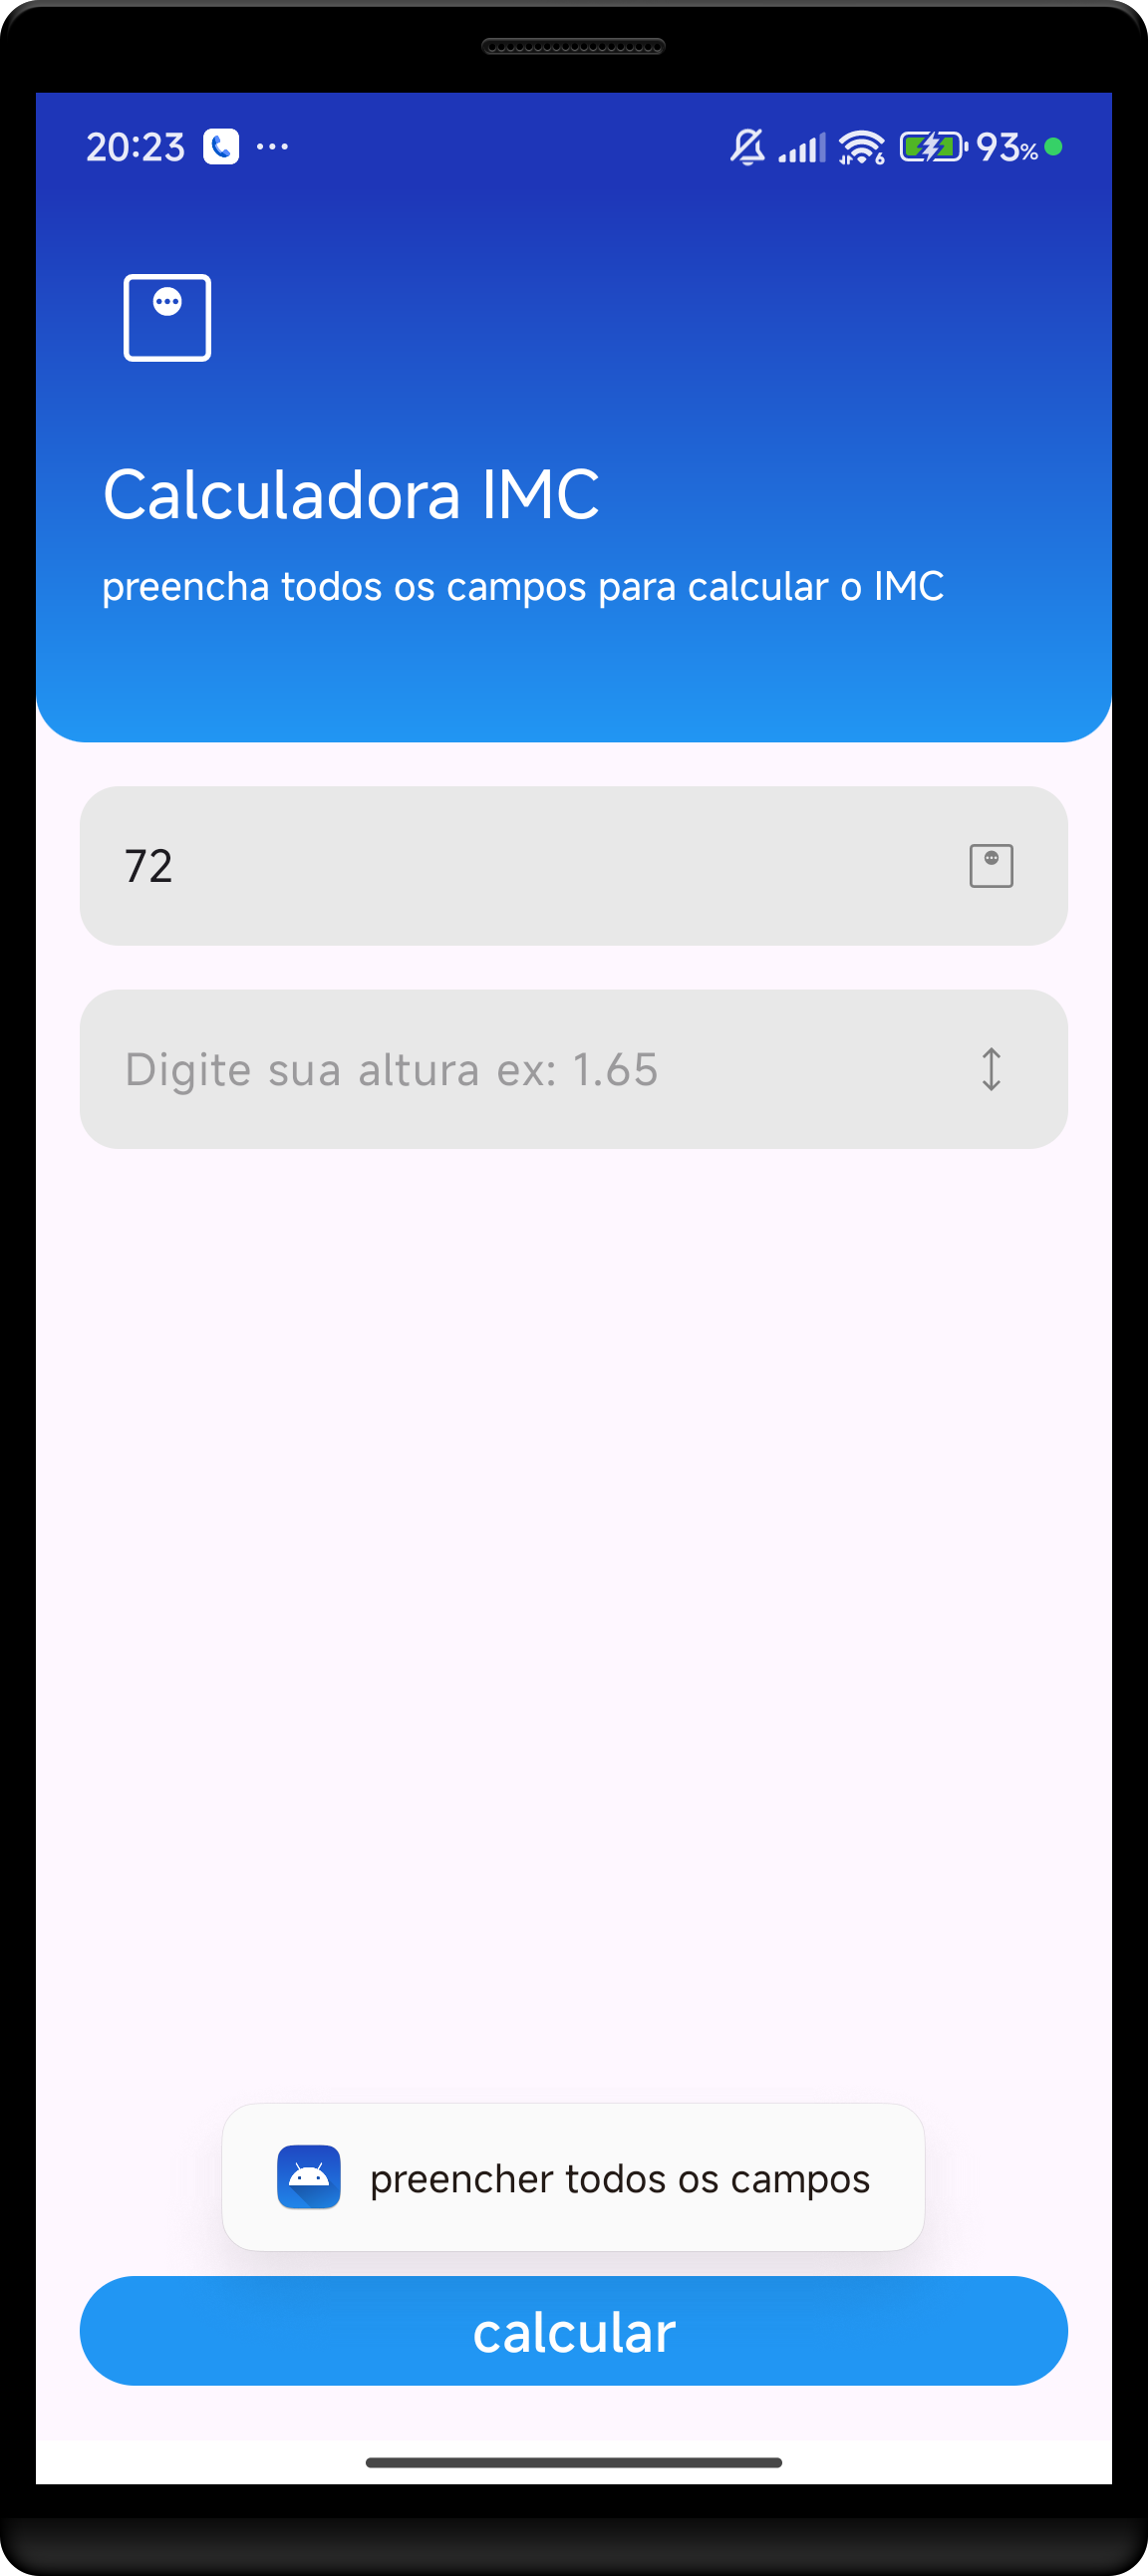 20:23 ... 93%
Calculadora IMC
preencha todos os campos para calcular o IMC
72
Digite sua altura ex: 1.65
preencher todos os campos
calcular